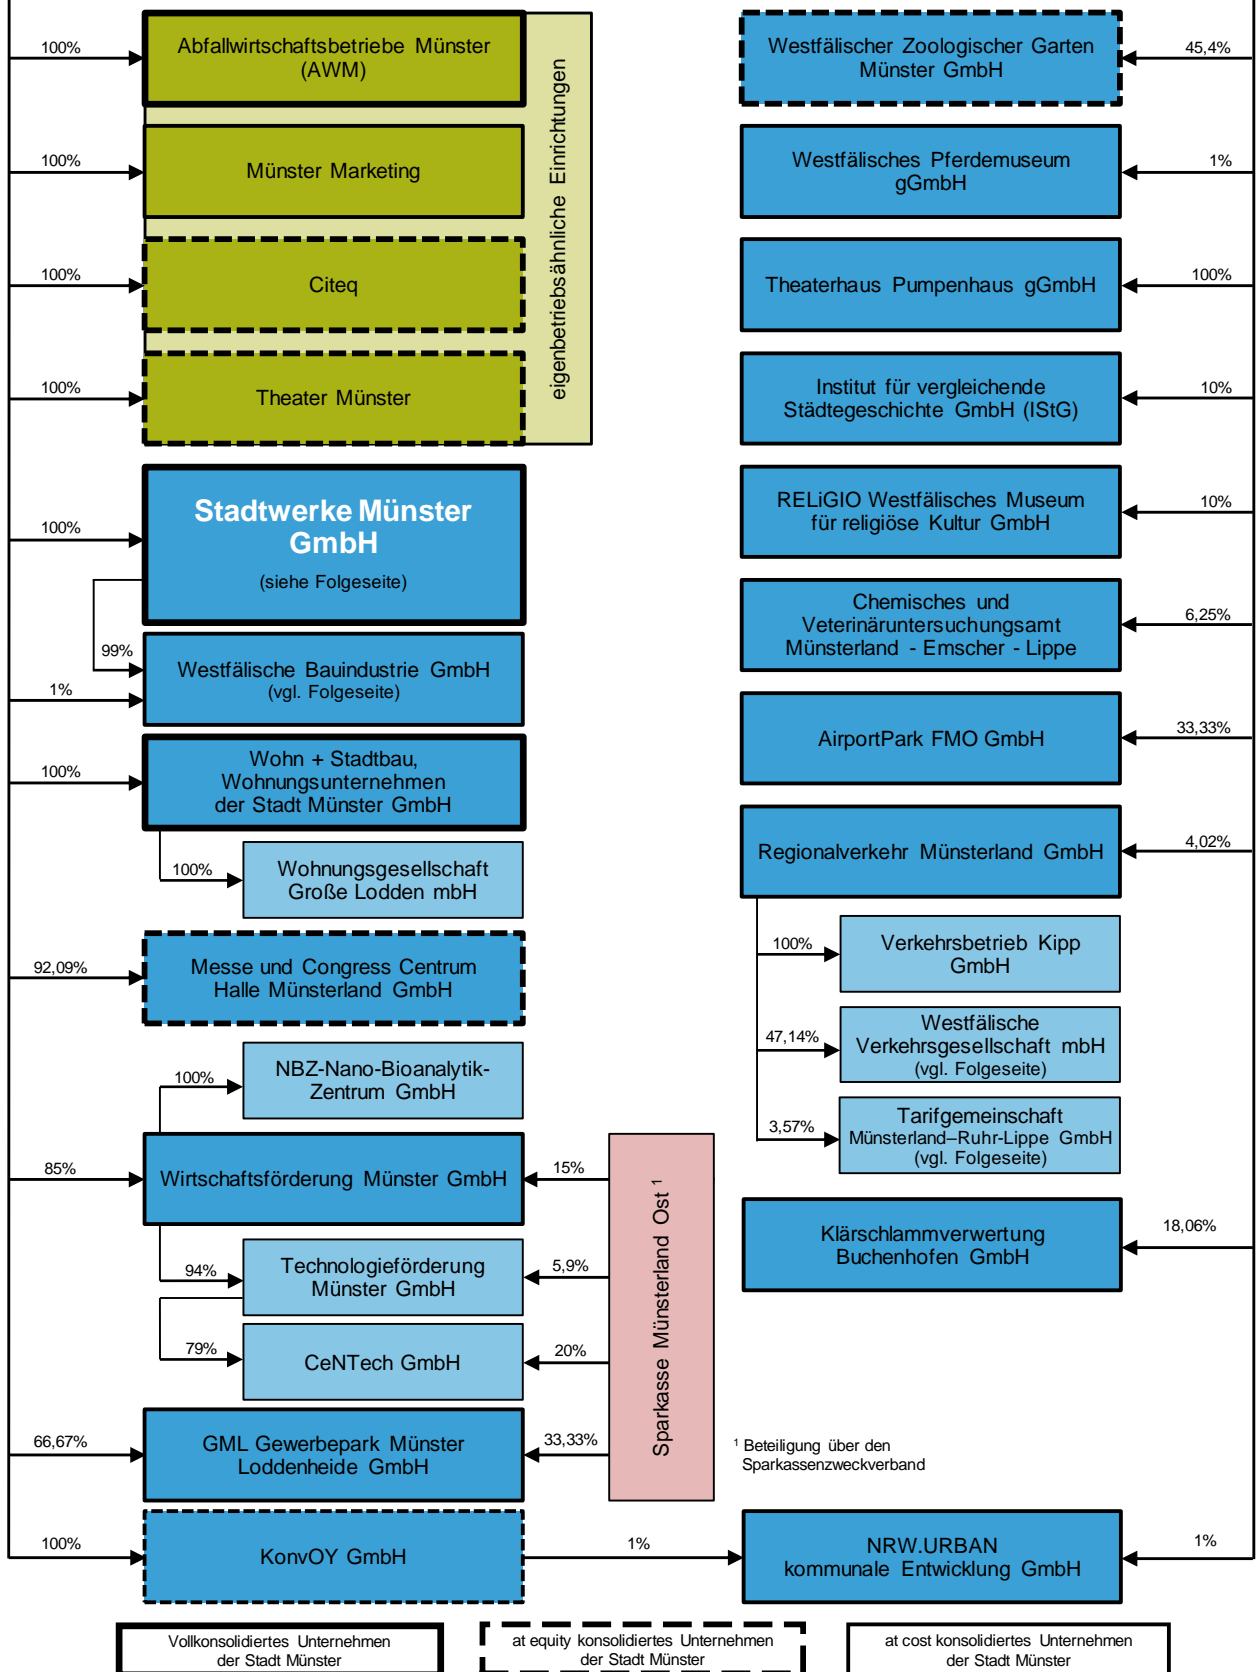 100%
Abfallwirtschaftsbetriebe Münster
(AWM)
100%
Münster Marketing
100%
Citeq
100%
Theater Münster
eigenbetriebsähnliche Einrichtungen
100%
Stadtwerke Münster
GmbH
(siehe Folgeseite)
99%
1%
Westfälische Bauindustrie GmbH
(vgl. Folgeseite)
100%
Wohn + Stadtbau,
Wohnungsunternehmen
der Stadt Münster GmbH
100%
Wohnungsgesellschaft
Große Lodden mbH
92,09%
Messe und Congress Centrum
Halle Münsterland GmbH
100%
NBZ-Nano-Bioanalytik-
Zentrum GmbH
85%
Wirtschaftsförderung Münster GmbH
15%
94%
Technologieförderung
Münster GmbH
5,9%
79%
CeNTech GmbH
20%
66,67%
GML Gewerbepark Münster
Loddenheide GmbH
33,33%
Sparkasse Münsterland Ost ¹
100%
KonvOY GmbH
1%
Westfälischer Zoologischer Garten
Münster GmbH
45,4%
Westfälisches Pferdemuseum
gGmbH
1%
Theaterhaus Pumpenhaus gGmbH
100%
Institut für vergleichende
Städtegeschichte GmbH (IStG)
10%
RELiGIO Westfälisches Museum
für religiöse Kultur GmbH
10%
Chemisches und
Veterinäruntersuchungsamt
Münsterland - Emscher - Lippe
6,25%
AirportPark FMO GmbH
33,33%
Regionalverkehr Münsterland GmbH
4,02%
100%
Verkehrsbetrieb Kipp
GmbH
47,14%
Westfälische
Verkehrsgesellschaft mbH
(vgl. Folgeseite)
3,57%
Tarifgemeinschaft
Münsterland–Ruhr-Lippe GmbH
(vgl. Folgeseite)
Klärschlammverwertung
Buchenhofen GmbH
18,06%
¹ Beteiligung über den
Sparkassenzweckverband
NRW.URBAN
kommunale Entwicklung GmbH
1%
Vollkonsolidiertes Unternehmen
der Stadt Münster
at equity konsolidiertes Unternehmen
der Stadt Münster
at cost konsolidiertes Unternehmen
der Stadt Münster